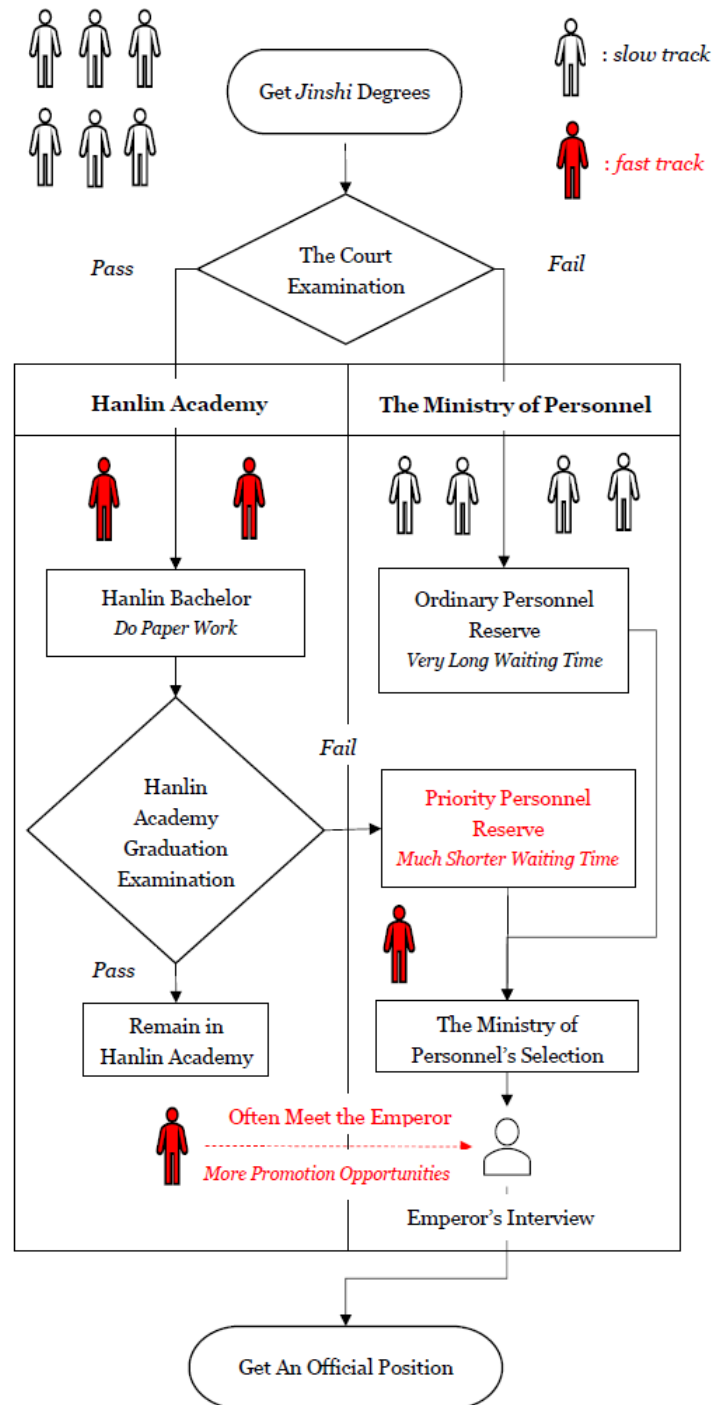 : slow track
Get Jinshi Degrees
: fast track
The Court
Examination
Pass
Fail
Hanlin Academy
The Ministry of Personnel
Hanlin Bachelor
Do Paper Work
Ordinary Personnel
Reserve
Very Long Waiting Time
Fail
Hanlin
Academy
Graduation
Examination
Priority Personnel
Reserve
Much Shorter Waiting Time
Pass
Remain in
Hanlin Academy
The Ministry of
Personnel's Selection
Often Meet the Emperor
More Promotion Opportunities
Emperor's Interview
Get An Official Position